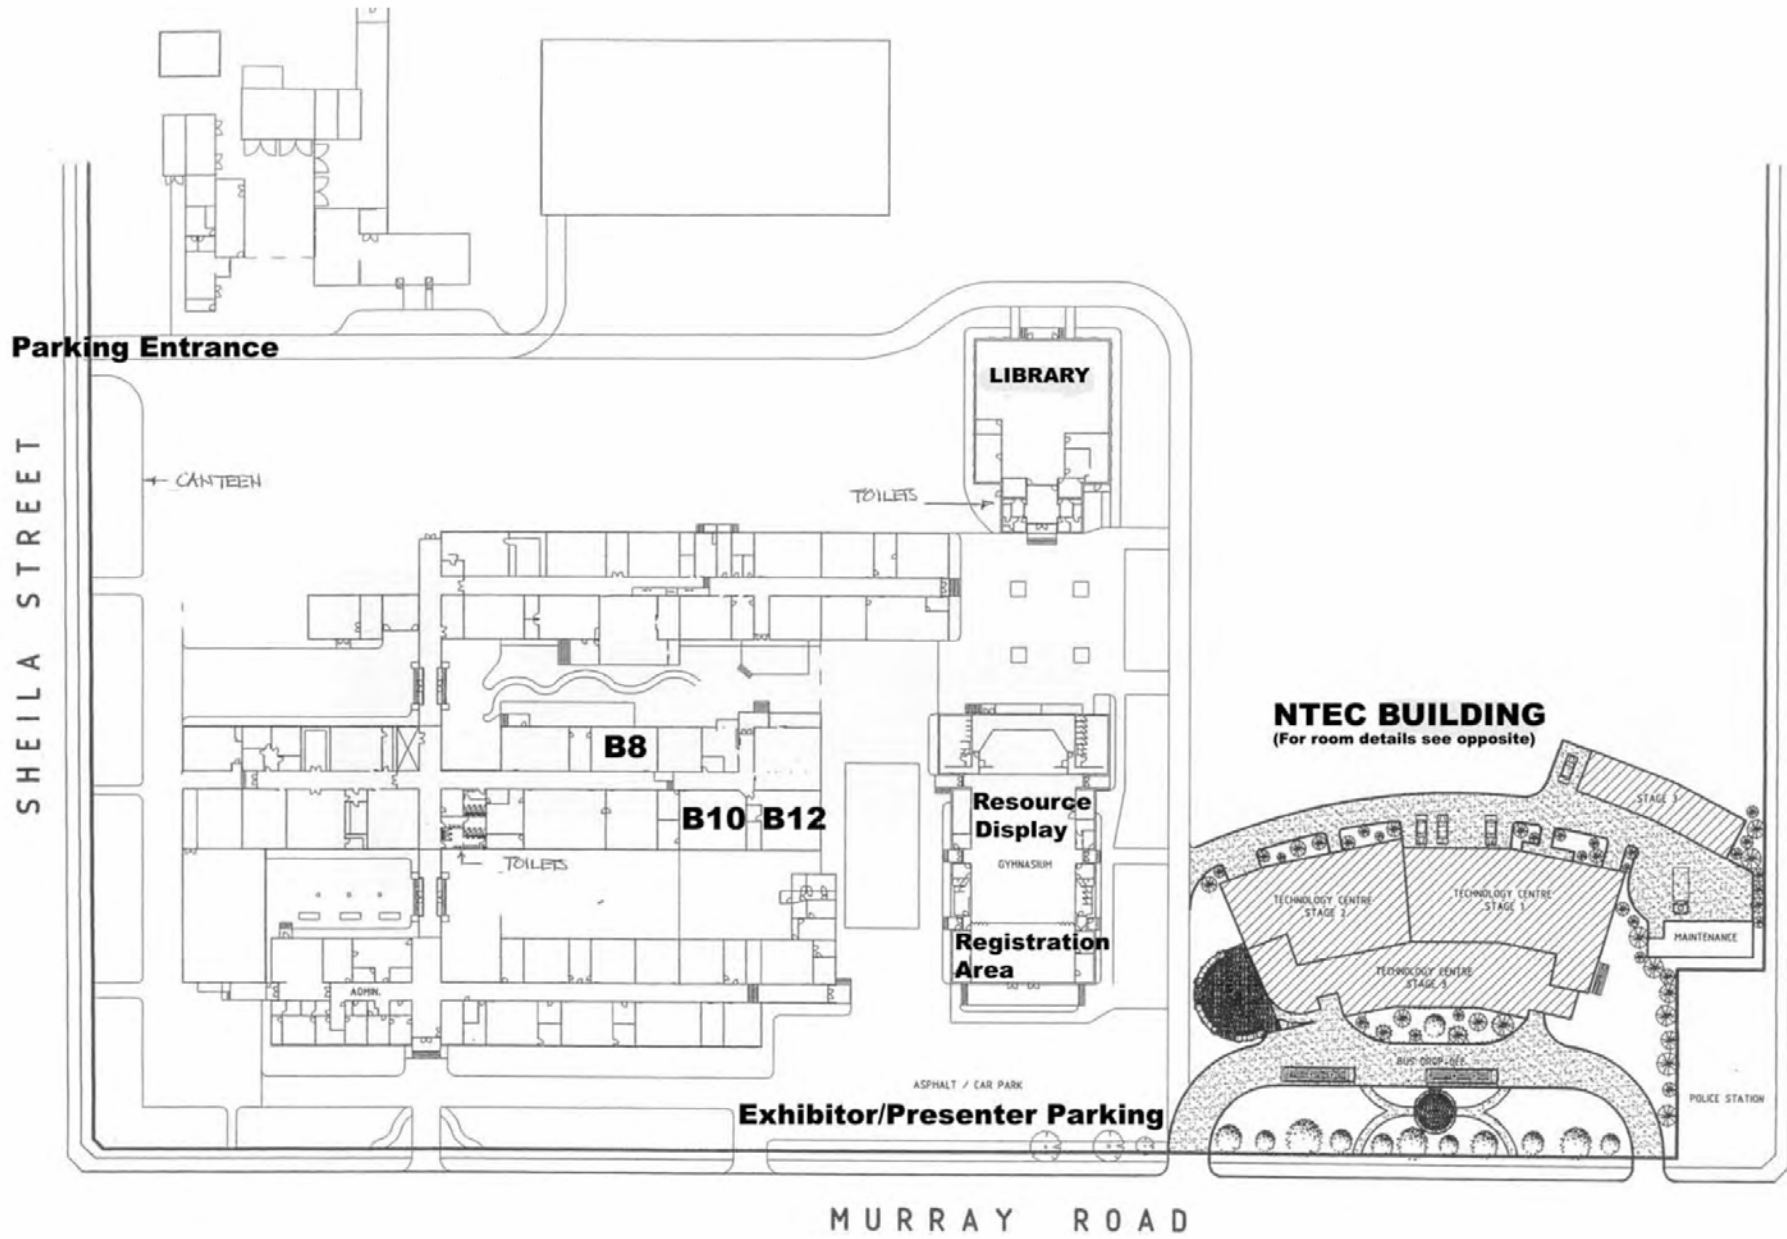 Parking Entrance
LIBRARY
SHEILA STREET
CANTEEN
TOILETS
NTEC BUILDING
(For room details see opposite)
B8
STAGE 3
B10 B12
Resource
Display
TOILETS
GYMNASIUM
TECHNOLOGY CENTRE
STAGE 2
TECHNOLOGY CENTRE
STAGE 1
MAINTENANCE
Registration
Area
TECHNOLOGY CENTRE
STAGE 3
ADMIN.
BUS DROP-OFF
ASPHALT / CAR PARK
POLICE STATION
Exhibitor/Presenter Parking
MURRAY ROAD